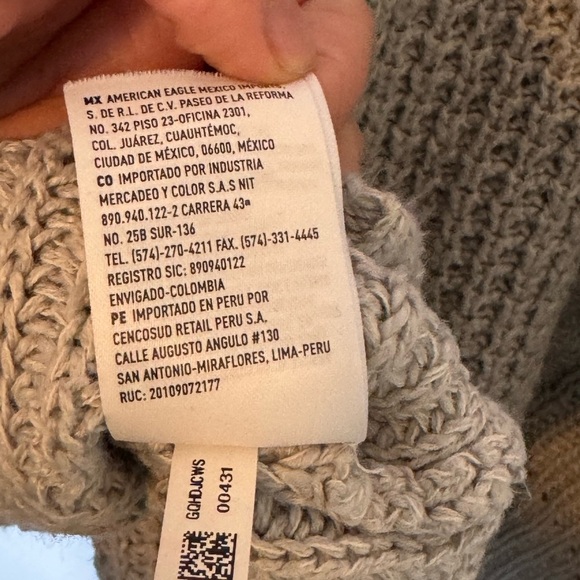 MX AMERICAN EAGLE MEXICO IMPORTS,
S. DE R.L. DE C.V. PASEO DE LA REFORMA
NO. 342 PISO 23-OFICINA 2301,
COL. JUÁREZ, CUAUHTÉMOC,
CIUDAD DE MÉXICO, 06600, MÉXICO
CO IMPORTADO POR INDUSTRIA
MERCADEO Y COLOR S.A.S NIT
890.940.122-2 CARRERA 43ª
NO. 25B SUR-136
TEL. (574)-270-4211 FAX. (574)-331-4445
REGISTRO SIC: 890940122
ENVIGADO-COLOMBIA
PE IMPORTADO EN PERU POR
CENCOSUD RETAIL PERU S.A.
CALLE AUGUSTO ANGULO #130
SAN ANTONIO-MIRAFLORES, LIMA-PERU
RUC: 20109072177
GQHDJCWS
00431